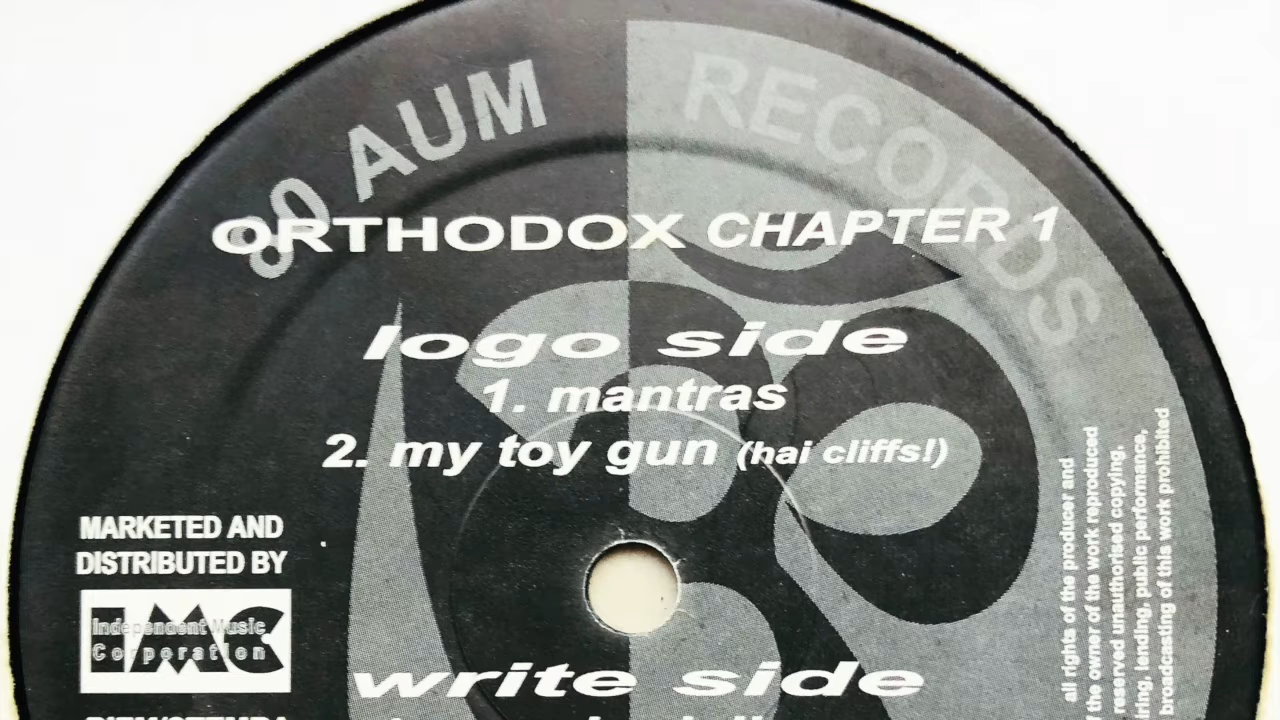 80 AUM RECORDS
ORTHODOX CHAPTER 1
logo side
1. mantras
2. my toy gun (hai cliffs!)
MARKETED AND
DISTRIBUTED BY
IMC
Independent Music
Corporation
write side
all rights of the producer and
the owner of the work reproduced
reserved unauthorised copying,
iring, lending, public performance,
broadcasting of this work prohibited